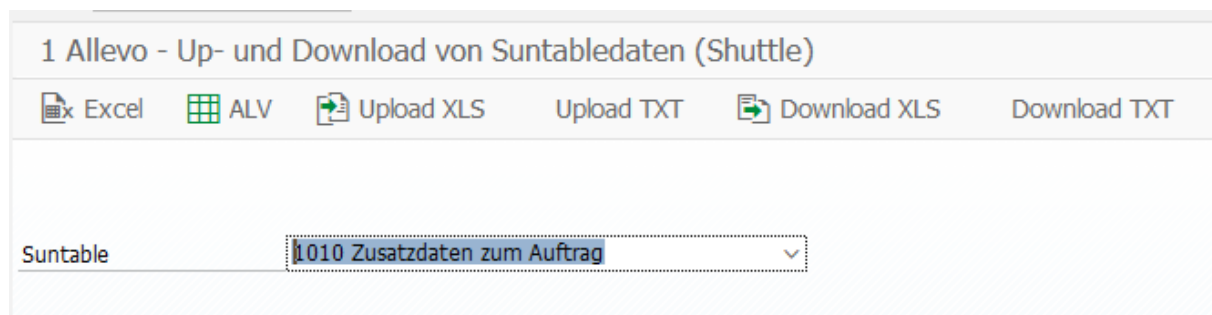 1 Allevo - Up- und Download von Suntabledaten (Shuttle)
Excel ALV Upload XLS Upload TXT Download XLS Download TXT
Suntable 1010 Zusatzdaten zum Auftrag